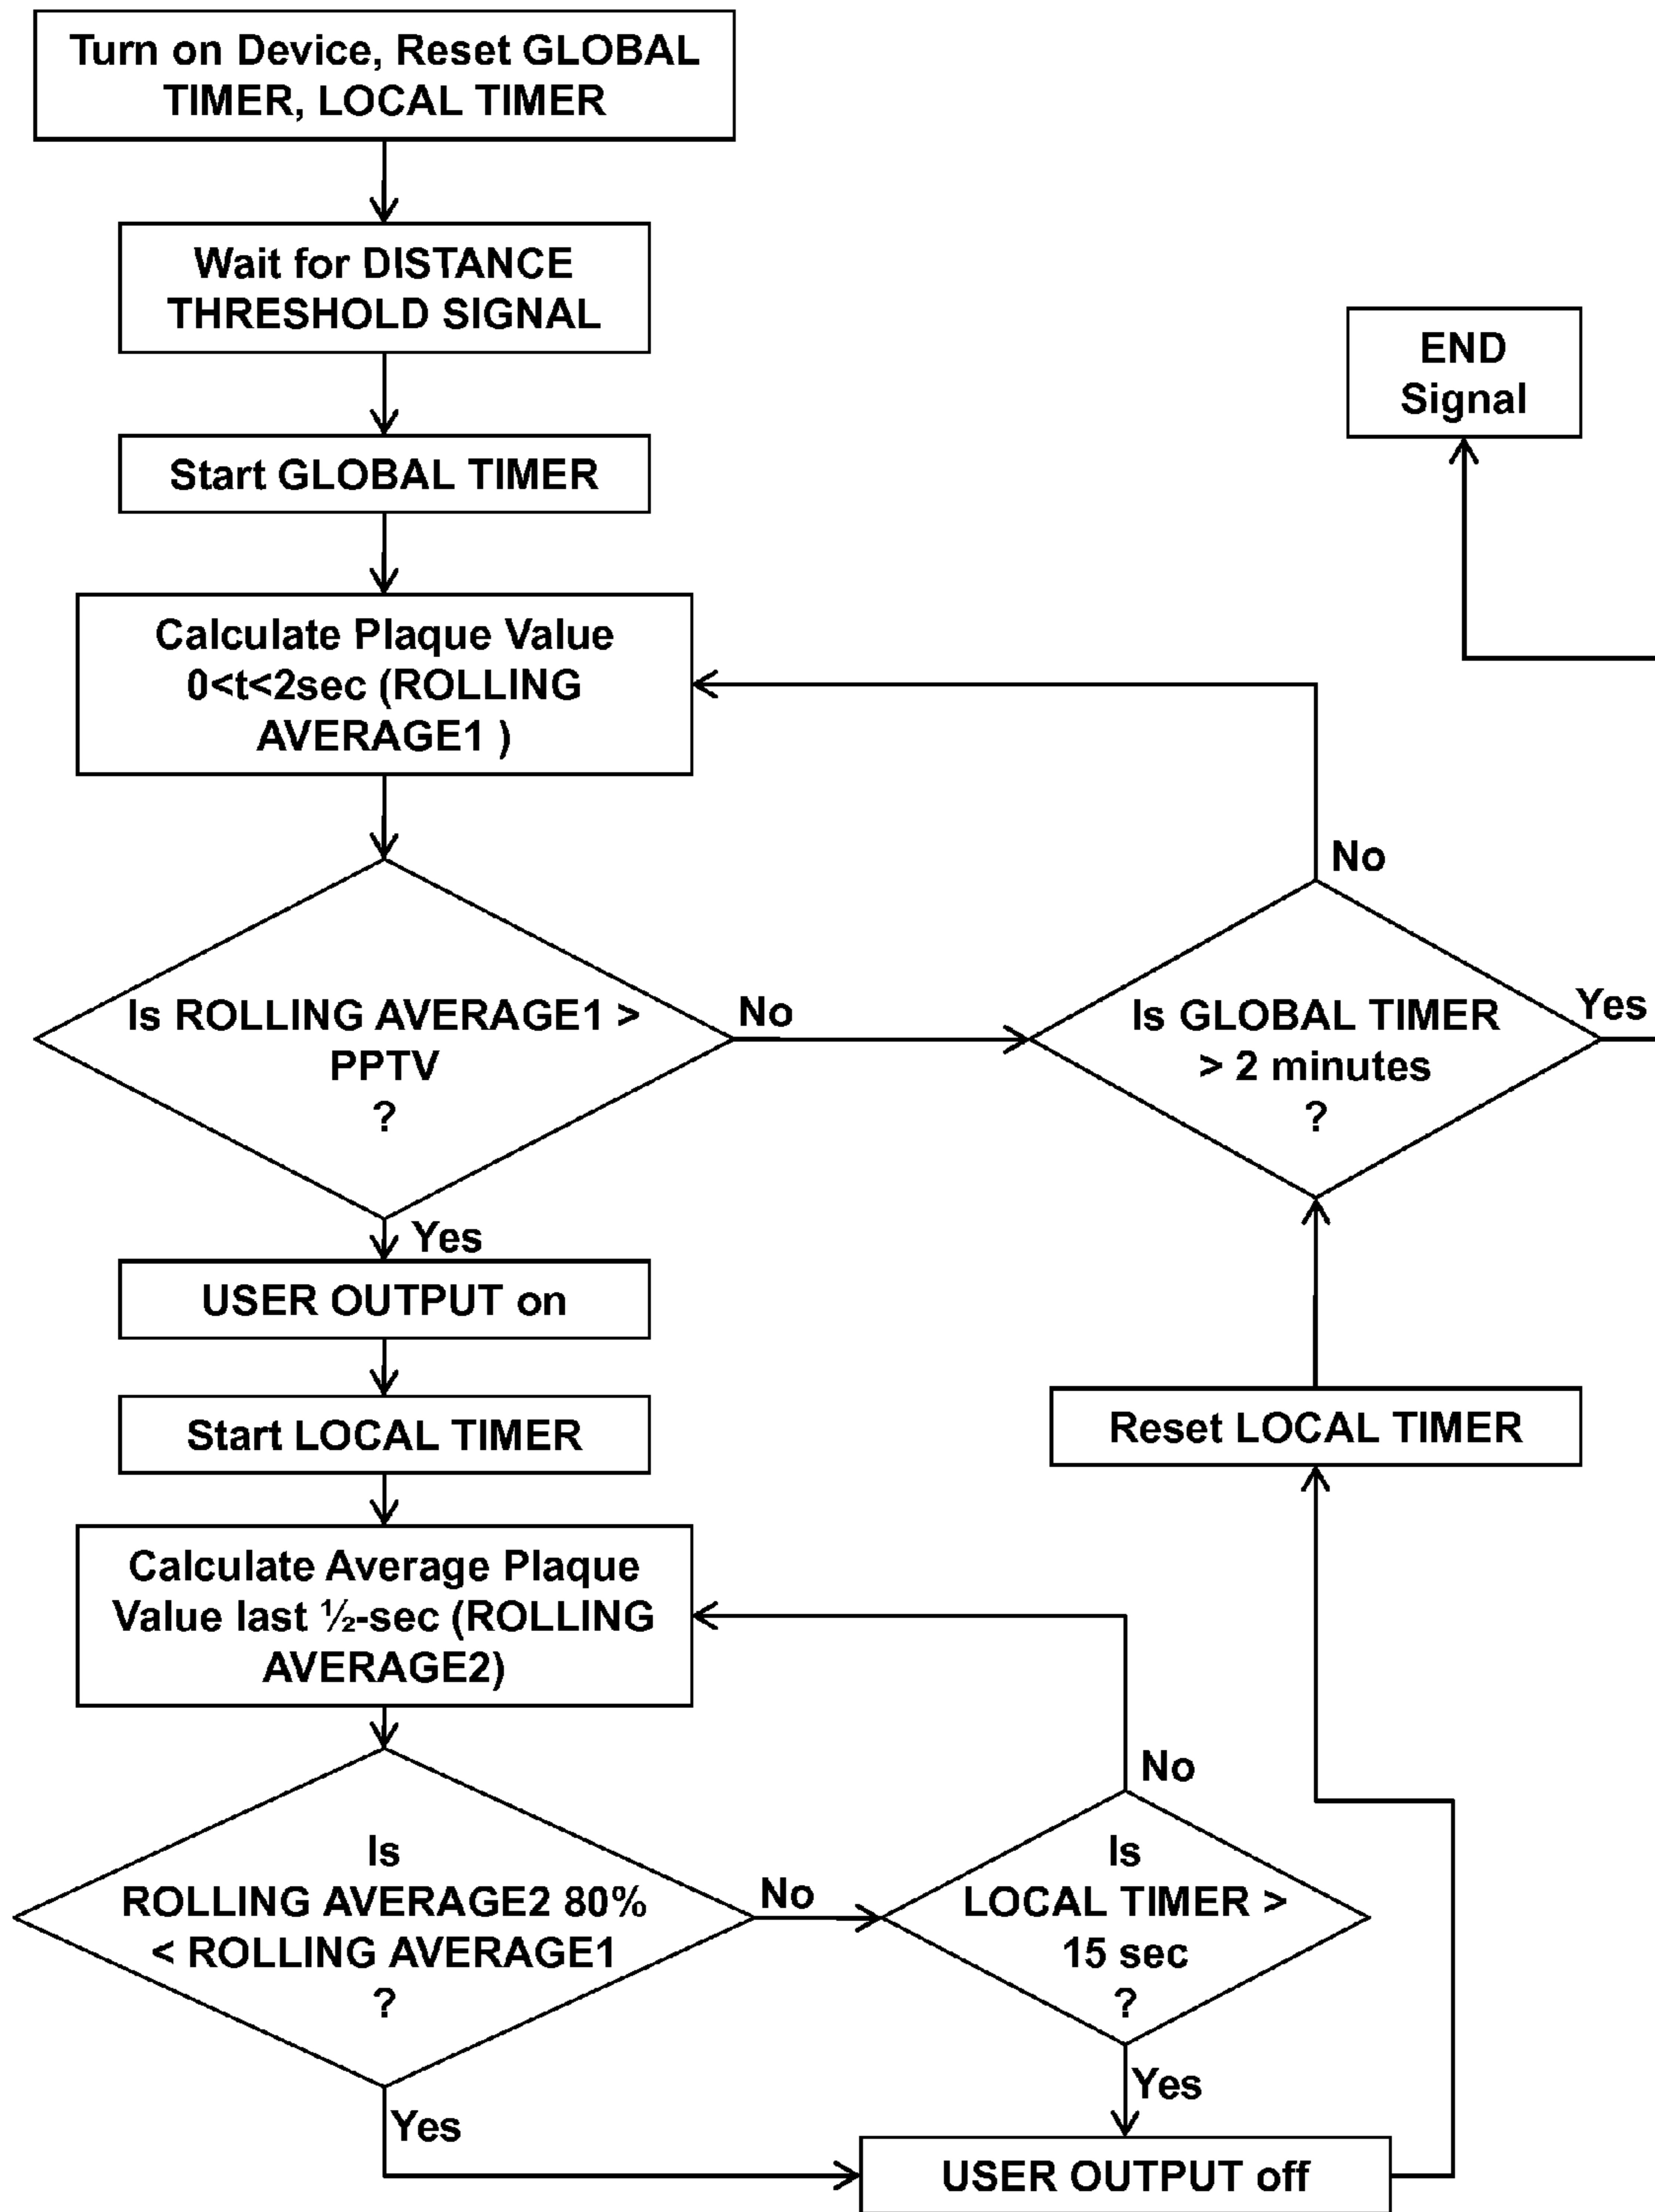 Turn on Device, Reset GLOBAL
TIMER, LOCAL TIMER
Wait for DISTANCE
THRESHOLD SIGNAL
END
Signal
Start GLOBAL TIMER
Calculate Plaque Value
0<t<2sec (ROLLING
AVERAGE1 )
No
Is ROLLING AVERAGE1 >
PPTV
?
No
Is GLOBAL TIMER
> 2 minutes
?
Yes
Yes
USER OUTPUT on
Start LOCAL TIMER
Reset LOCAL TIMER
Calculate Average Plaque
Value last ½-sec (ROLLING
AVERAGE2)
No
Is
ROLLING AVERAGE2 80%
< ROLLING AVERAGE1
?
No
Is
LOCAL TIMER >
15 sec
?
Yes
Yes
USER OUTPUT off